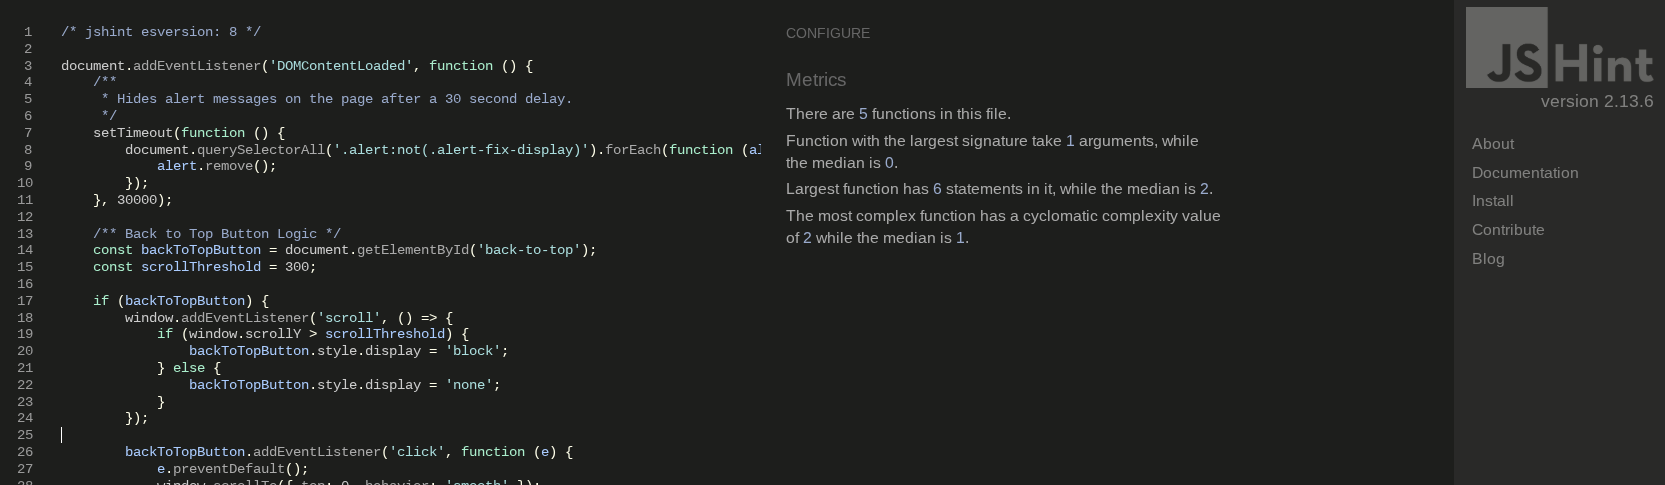 1 /* jshint esversion: 8 */
2
3 document.addEventListener('DOMContentLoaded', function () {
4 /**
5 * Hides alert messages on the page after a 30 second delay.
6 */
7 setTimeout(function () {
8 document.querySelectorAll('.alert:not(.alert-fix-display)').forEach(function (al
9 alert.remove();
10 });
11 }, 30000);
12
13 /** Back to Top Button Logic */
14 const backToTopButton = document.getElementById('back-to-top');
15 const scrollThreshold = 300;
16
17 if (backToTopButton) {
18 window.addEventListener('scroll', () => {
19 if (window.scrollY > scrollThreshold) {
20 backToTopButton.style.display = 'block';
21 } else {
22 backToTopButton.style.display = 'none';
23 }
24 });
25
26 backToTopButton.addEventListener('click', function (e) {
27 e.preventDefault();
28 window.scrollTo({ top: 0, behavior: 'smooth' });
CONFIGURE
Metrics
There are 5 functions in this file.
Function with the largest signature take 1 arguments, while
the median is 0.
Largest function has 6 statements in it, while the median is 2.
The most complex function has a cyclomatic complexity value
of 2 while the median is 1.
JSHint
version 2.13.6
About
Documentation
Install
Contribute
Blog